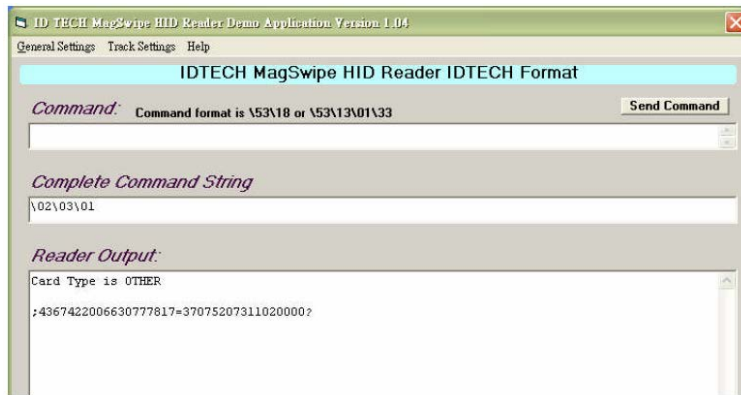 ID TECH MagSwipe HID Reader Demo Application Version 1.04
General Settings Track Settings Help
IDTECH MagSwipe HID Reader IDTECH Format
Command: Command format is \53\18 or \53\13\01\33 Send Command
Complete Command String
\02\03\01
Reader Output:
Card Type is OTHER
;4367422006630777817=37075207311020000?